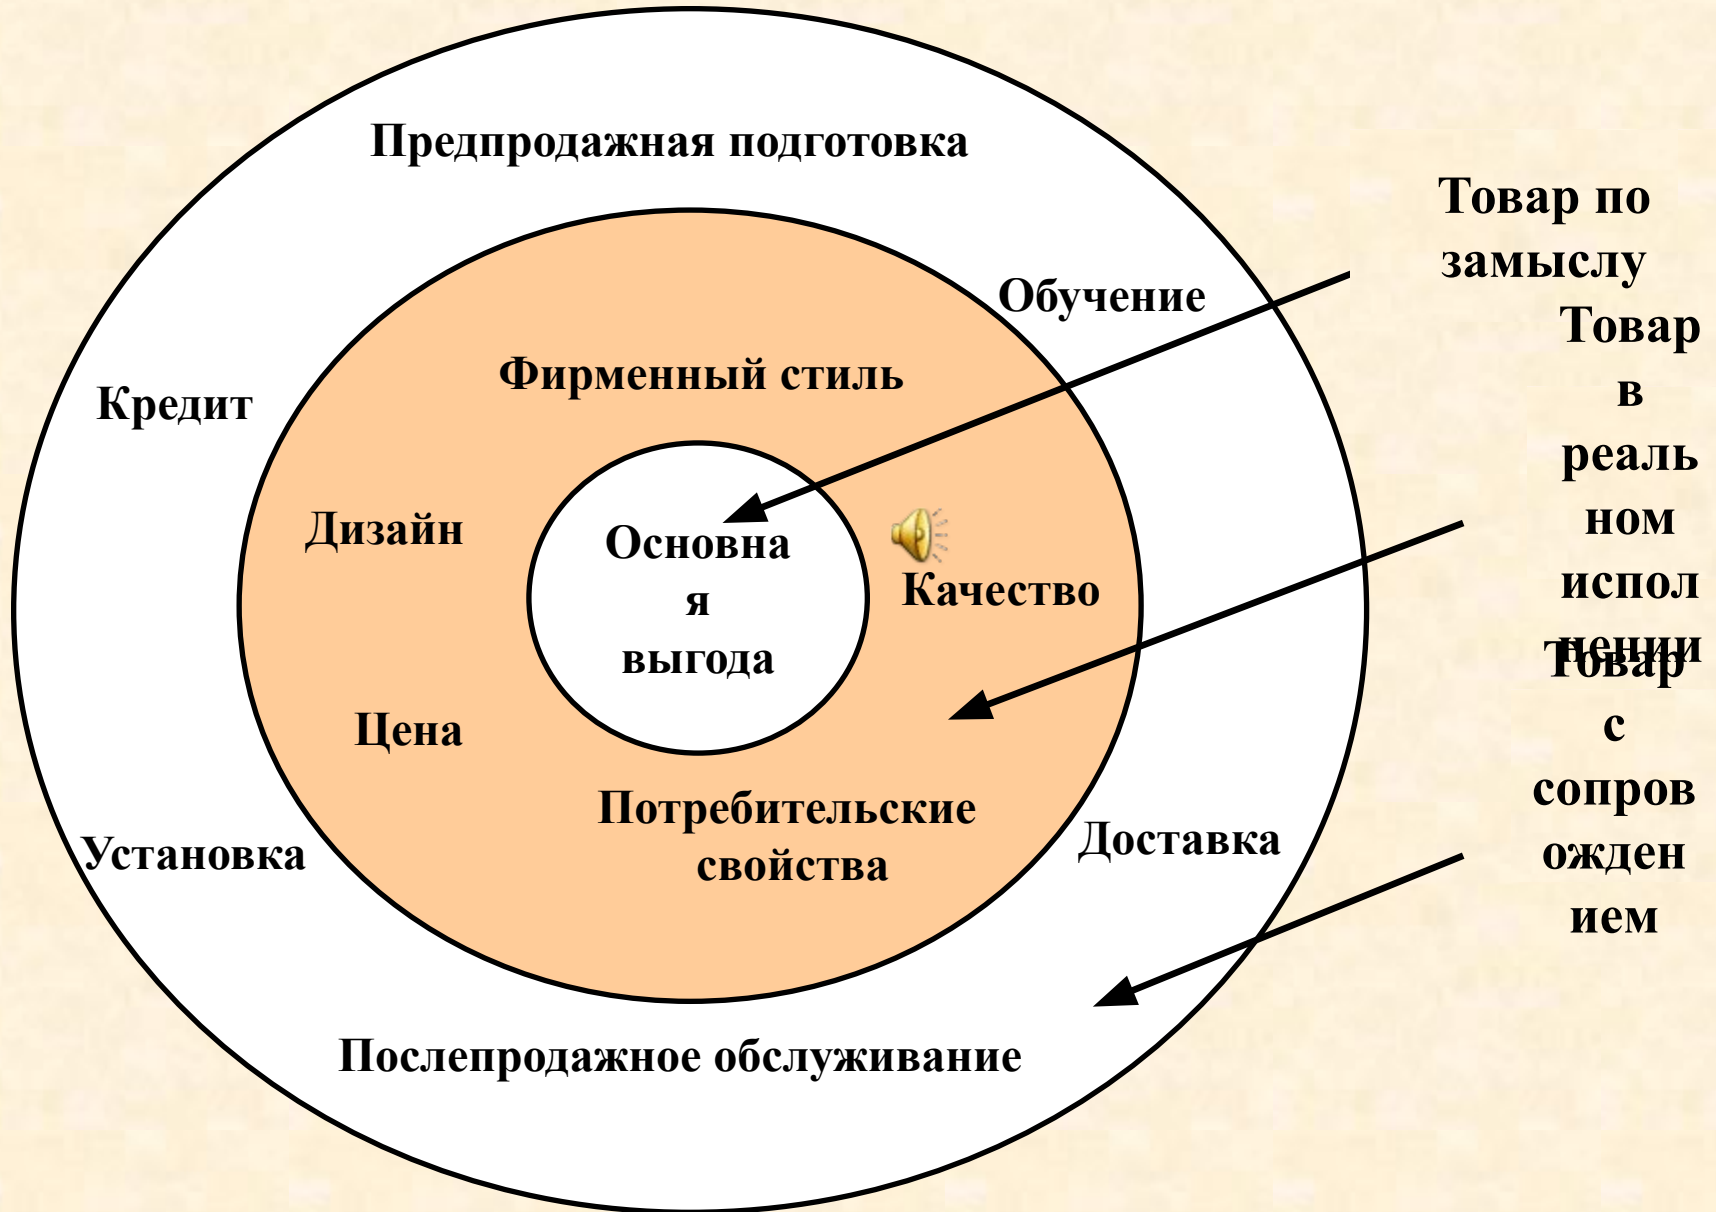 Предпродажная подготовка
Обучение
Кредит
Фирменный стиль
Дизайн
Основна
я
выгода
Качество
Цена
Потребительские
свойства
Установка
Доставка
Послепродажное обслуживание
Товар по
замыслу
Товар
в
реаль
ном
испол
нении
Товар
с
сопров
ожден
ием